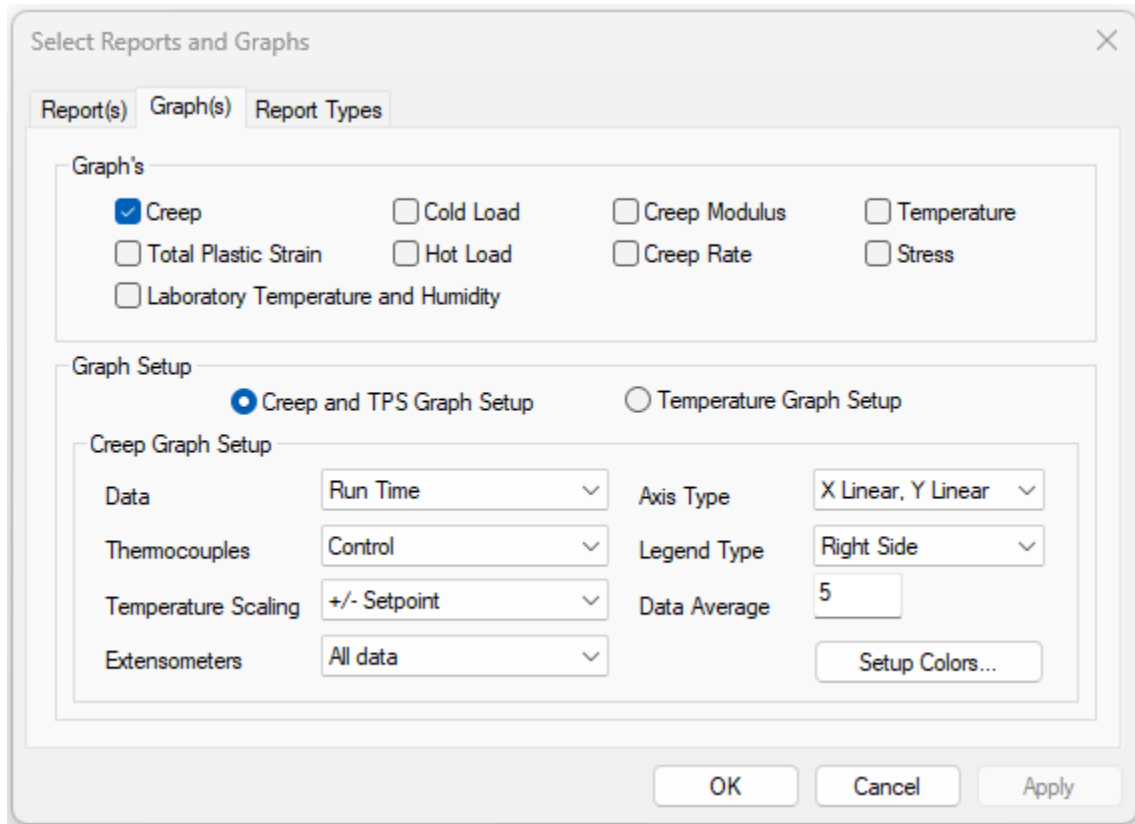 Select Reports and Graphs
Report(s) Graph(s) Report Types
Graph's
Creep Cold Load Creep Modulus Temperature
Total Plastic Strain Hot Load Creep Rate Stress
Laboratory Temperature and Humidity
Graph Setup
Creep and TPS Graph Setup Temperature Graph Setup
Creep Graph Setup
Data Run Time Axis Type X Linear, Y Linear
Thermocouples Control Legend Type Right Side
Temperature Scaling +/- Setpoint Data Average 5
Extensometers All data Setup Colors...
OK Cancel Apply